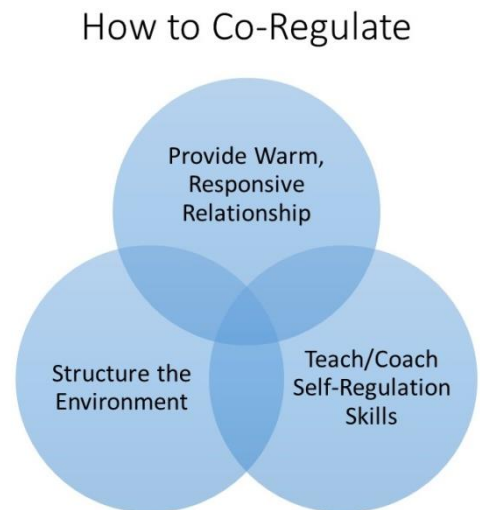 How to Co-Regulate
Provide Warm,
Responsive
Relationship
Structure the
Environment
Teach/Coach
Self-Regulation
Skills